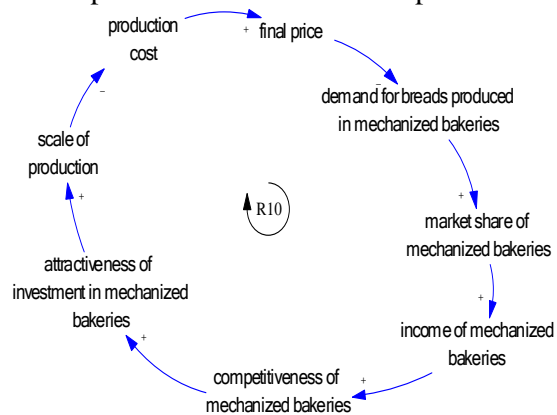 production
cost
+
final price
−
demand for breads produced
in mechanized bakeries
+
market share of
mechanized bakeries
+
income of mechanized
bakeries
+
competitiveness of
mechanized bakeries
+
attractiveness of
investment in mechanized
bakeries
+
scale of
production
−
R10